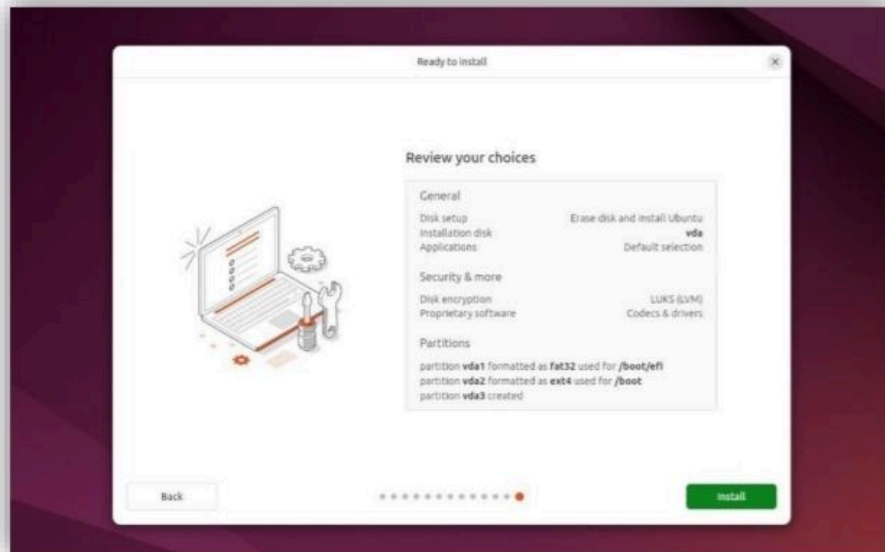 Ready to install
Review your choices
General
Disk setup Erase disk and install Ubuntu
Installation disk vda
Applications Default selection
Security & more
Disk encryption LUKS (LVM)
Proprietary software Codecs & drivers
Partitions
partition vda1 formatted as fat32 used for /boot/efi
partition vda2 formatted as ext4 used for /boot
partition vda3 created
Back Install